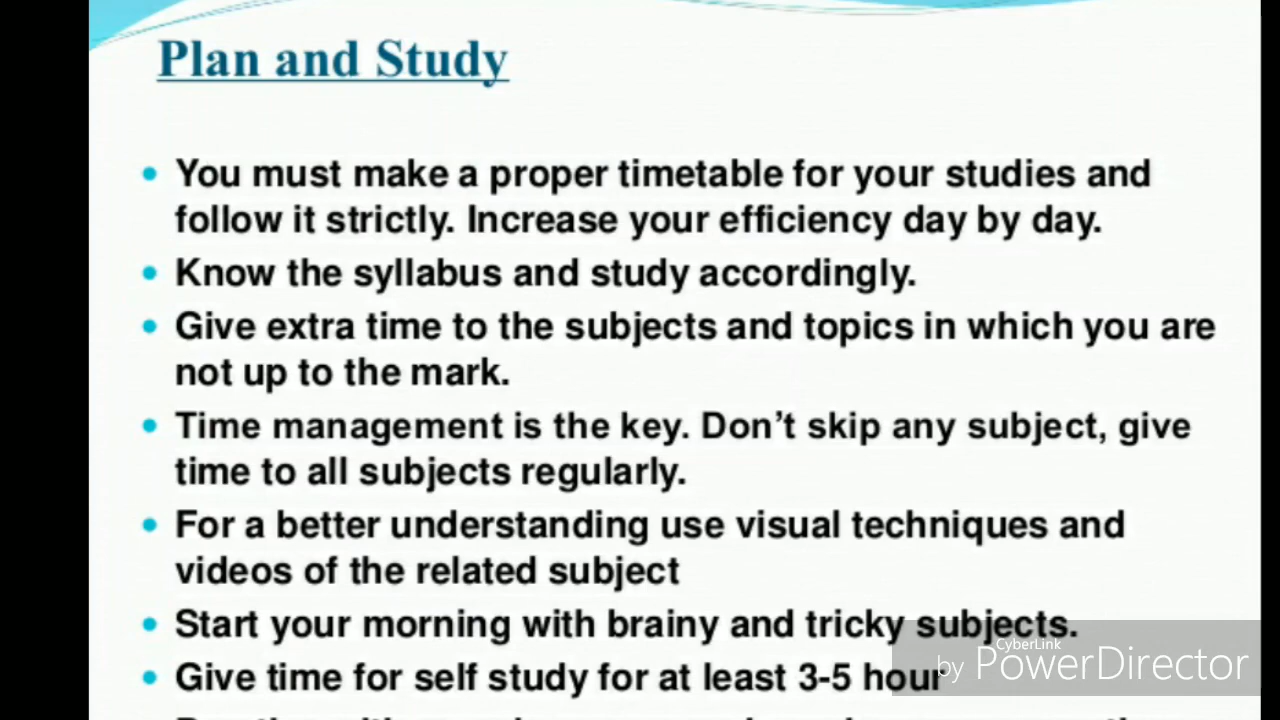 Plan and Study
• You must make a proper timetable for your studies and
follow it strictly. Increase your efficiency day by day.
• Know the syllabus and study accordingly.
• Give extra time to the subjects and topics in which you are
not up to the mark.
• Time management is the key. Don't skip any subject, give
time to all subjects regularly.
• For a better understanding use visual techniques and
videos of the related subject
• Start your morning with brainy and tricky subjects.
• Give time for self study for at least 3-5 hour
CyberLink
by PowerDirector